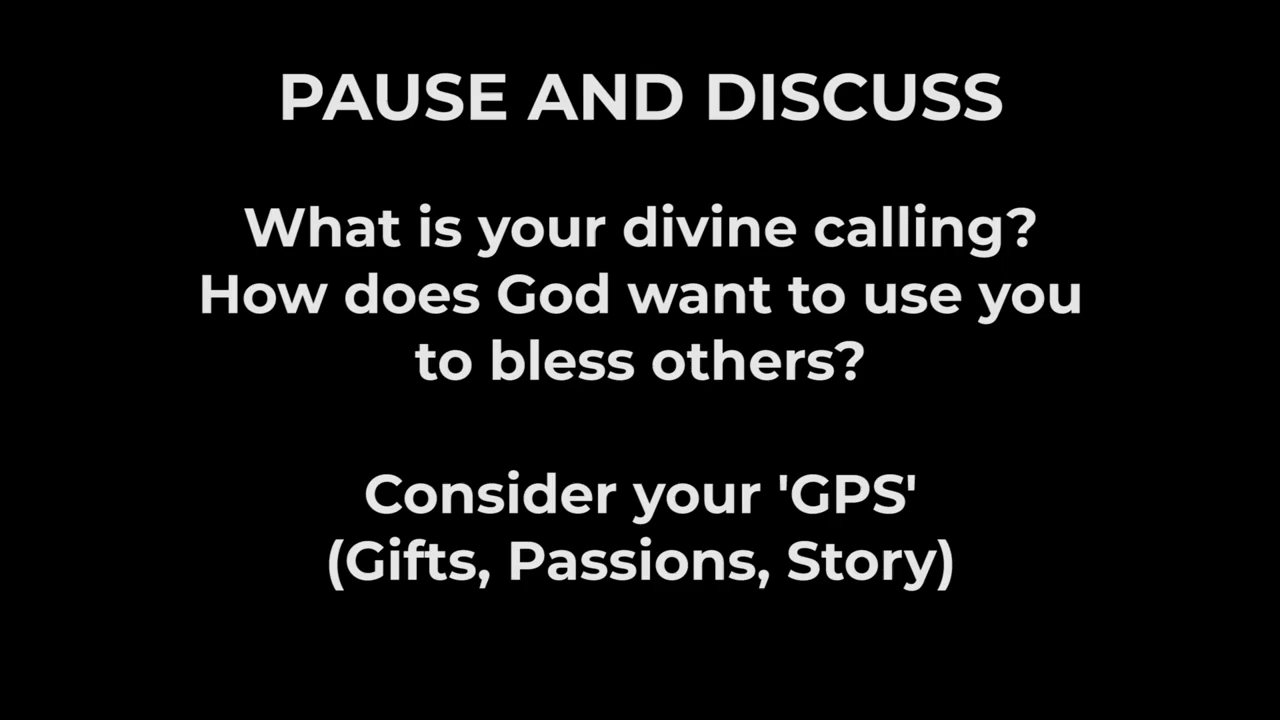 PAUSE AND DISCUSS
What is your divine calling?
How does God want to use you
to bless others?
Consider your 'GPS'
(Gifts, Passions, Story)